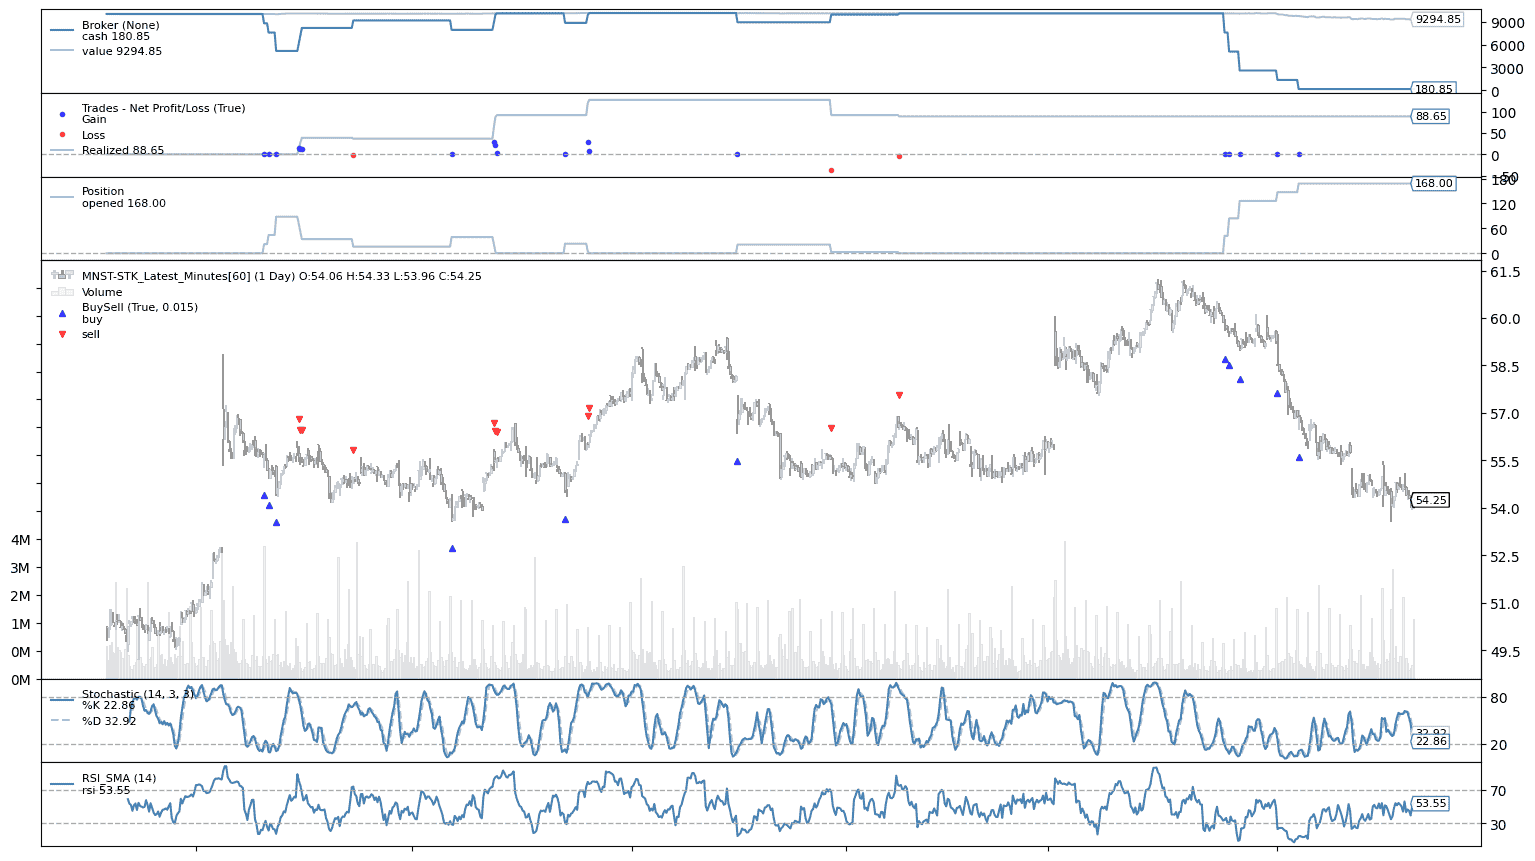 Broker (None)
cash 180.85
value 9294.85
9294.85
9000
6000
3000
180.85
0
Trades - Net Profit/Loss (True)
Gain
Loss
Realized 88.65
100
88.65
50
0
-50
Position
opened 168.00
180
168.00
120
60
0
MNST-STK_Latest_Minutes[60] (1 Day) O:54.06 H:54.33 L:53.96 C:54.25
Volume
BuySell (True, 0.015)
buy
sell
61.5
60.0
58.5
57.0
55.5
54.25
54.0
52.5
51.0
49.5
4M
3M
2M
1M
0M
0M
Stochastic (14, 3, 3)
%K 22.86
%D 32.92
80
32.92
22.86
20
RSI_SMA (14)
rsi 53.55
70
53.55
30